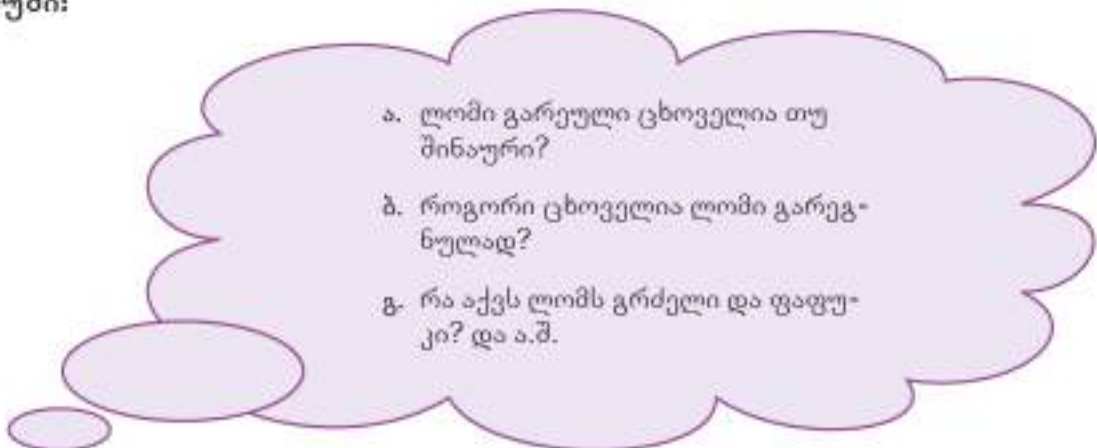 ა. ლომი გარეული ცხოველია თუ
შინაური?
ბ. როგორი ცხოველია ლომი გარეგ-
ნულად?
გ. რა აქვს ლომს გრძელი და ფაფუ-
კი? და ა.შ.